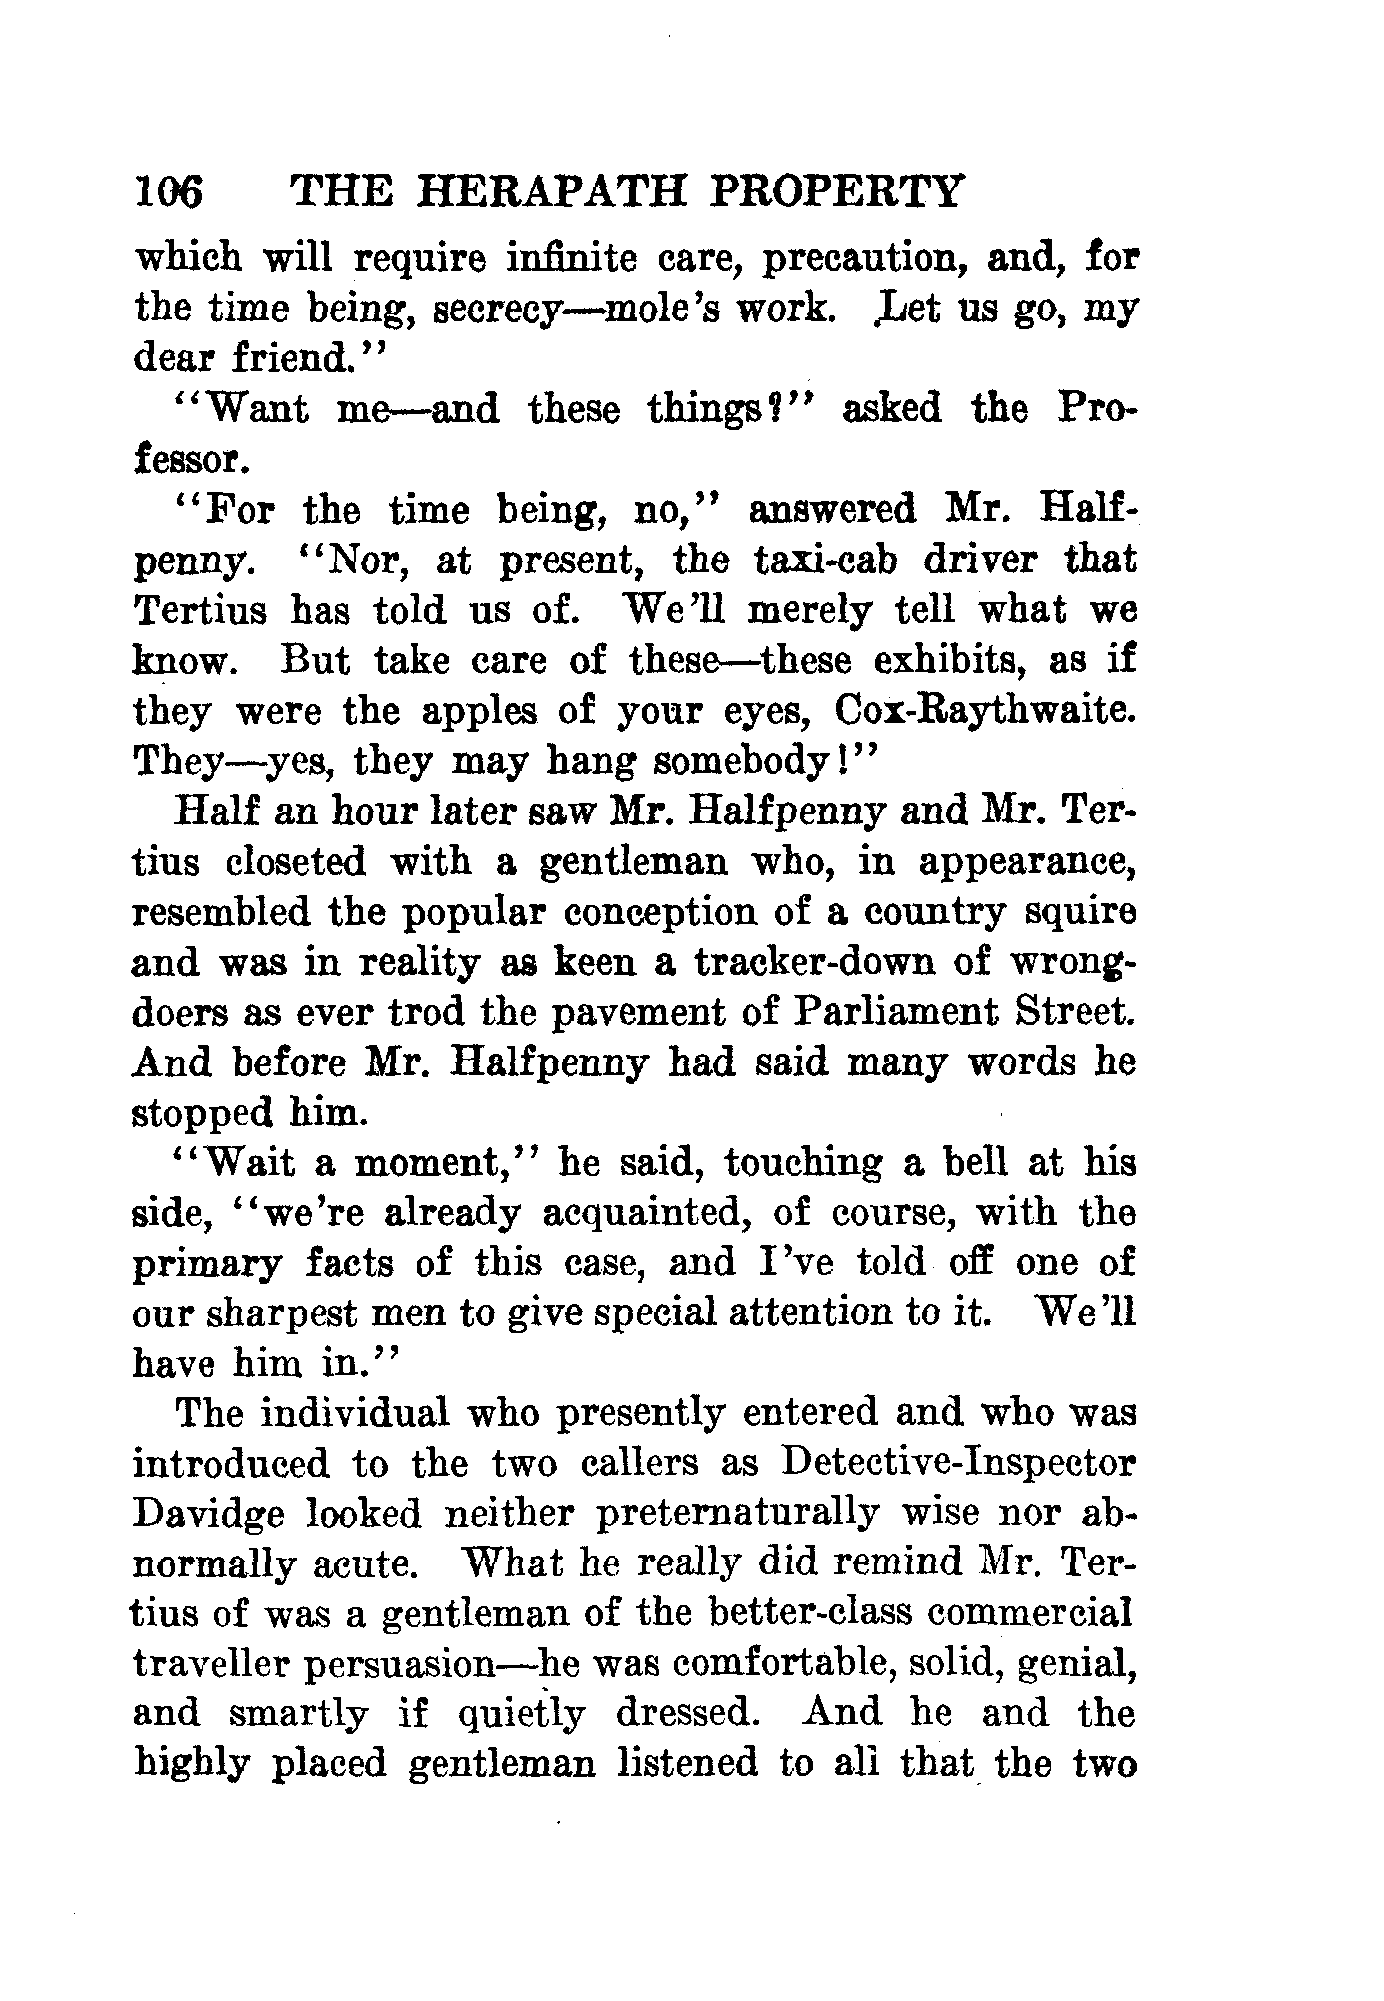 106 THE HERAPATH PROPERTY
which will require infinite care, precaution, and, for
the time being, secrecy—mole's work. Let us go, my
dear friend."
"Want me—and these things?" asked the Pro-
fessor.
"For the time being, no," answered Mr. Half-
penny. "Nor, at present, the taxi-cab driver that
Tertius has told us of. We'll merely tell what we
know. But take care of these—these exhibits, as if
they were the apples of your eyes, Cox-Raythwaite.
They—yes, they may hang somebody!"
Half an hour later saw Mr. Halfpenny and Mr. Ter-
tius closeted with a gentleman who, in appearance,
resembled the popular conception of a country squire
and was in reality as keen a tracker-down of wrong-
doers as ever trod the pavement of Parliament Street.
And before Mr. Halfpenny had said many words he
stopped him.
"Wait a moment," he said, touching a bell at his
side, "we're already acquainted, of course, with the
primary facts of this case, and I've told off one of
our sharpest men to give special attention to it. We'll
have him in."
The individual who presently entered and who was
introduced to the two callers as Detective-Inspector
Davidge looked neither preternaturally wise nor ab-
normally acute. What he really did remind Mr. Ter-
tius of was a gentleman of the better-class commercial
traveller persuasion—he was comfortable, solid, genial,
and smartly if quietly dressed. And he and the
highly placed gentleman listened to all that the two